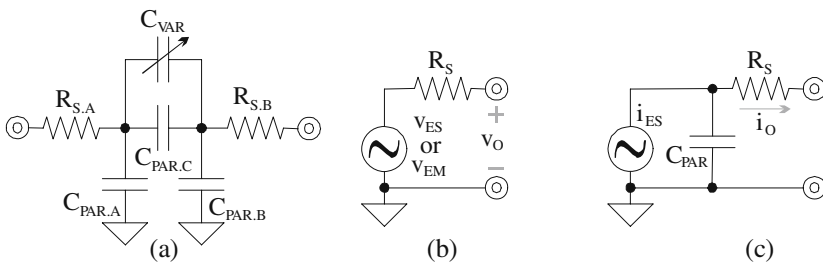 C_VAR
R_S.A
R_S.B
C_PAR.C
C_PAR.A
C_PAR.B
(a)
R_S
v_ES
or
v_EM
+
v_O
−
(b)
R_S
i_ES
i_O
C_PAR
(c)